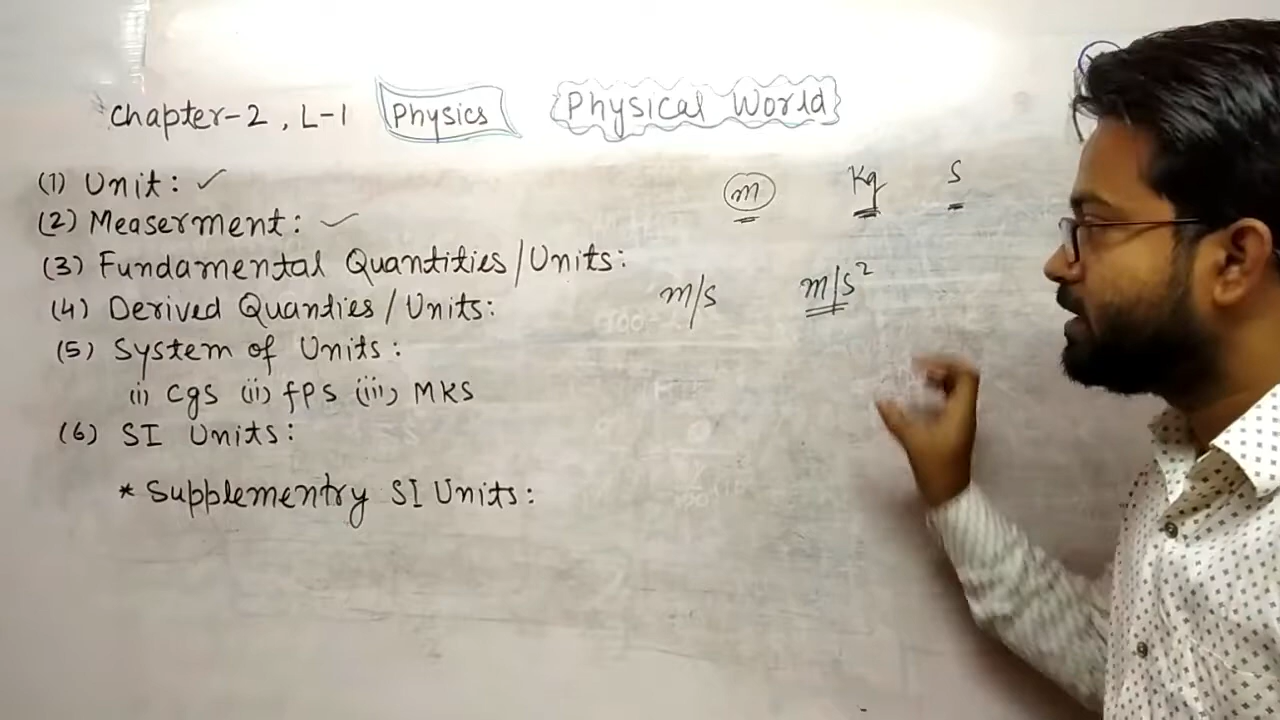 Chapter-2, L-1 Physics Physical World
(1) Unit: ✓
(2) Measerment: ✓
(3) Fundamental Quantities/Units:
(4) Derived Quanties/Units:
(5) System of Units:
(i) cgs (ii) fps (iii) MKS
(6) SI Units:
* Supplementry SI Units:
m Kg s
m/s m/s²